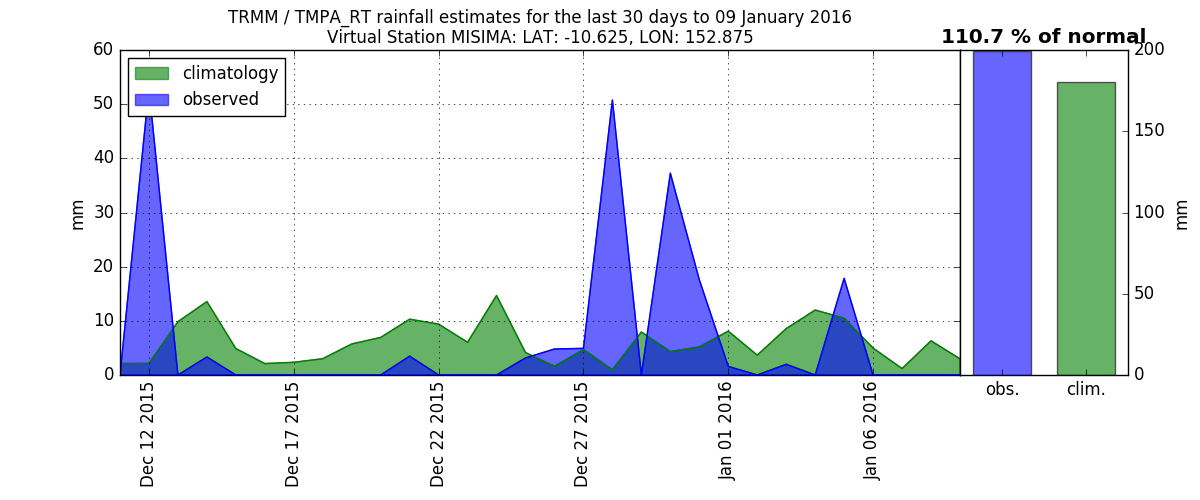 TRMM / TMPA_RT rainfall estimates for the last 30 days to 09 January 2016
Virtual Station MISIMA: LAT: -10.625, LON: 152.875
110.7 % of normal
climatology
observed
60
50
40
30
20
10
0
mm
Dec 12 2015
Dec 17 2015
Dec 22 2015
Dec 27 2015
Jan 01 2016
Jan 06 2016
200
150
100
50
0
mm
obs.
clim.